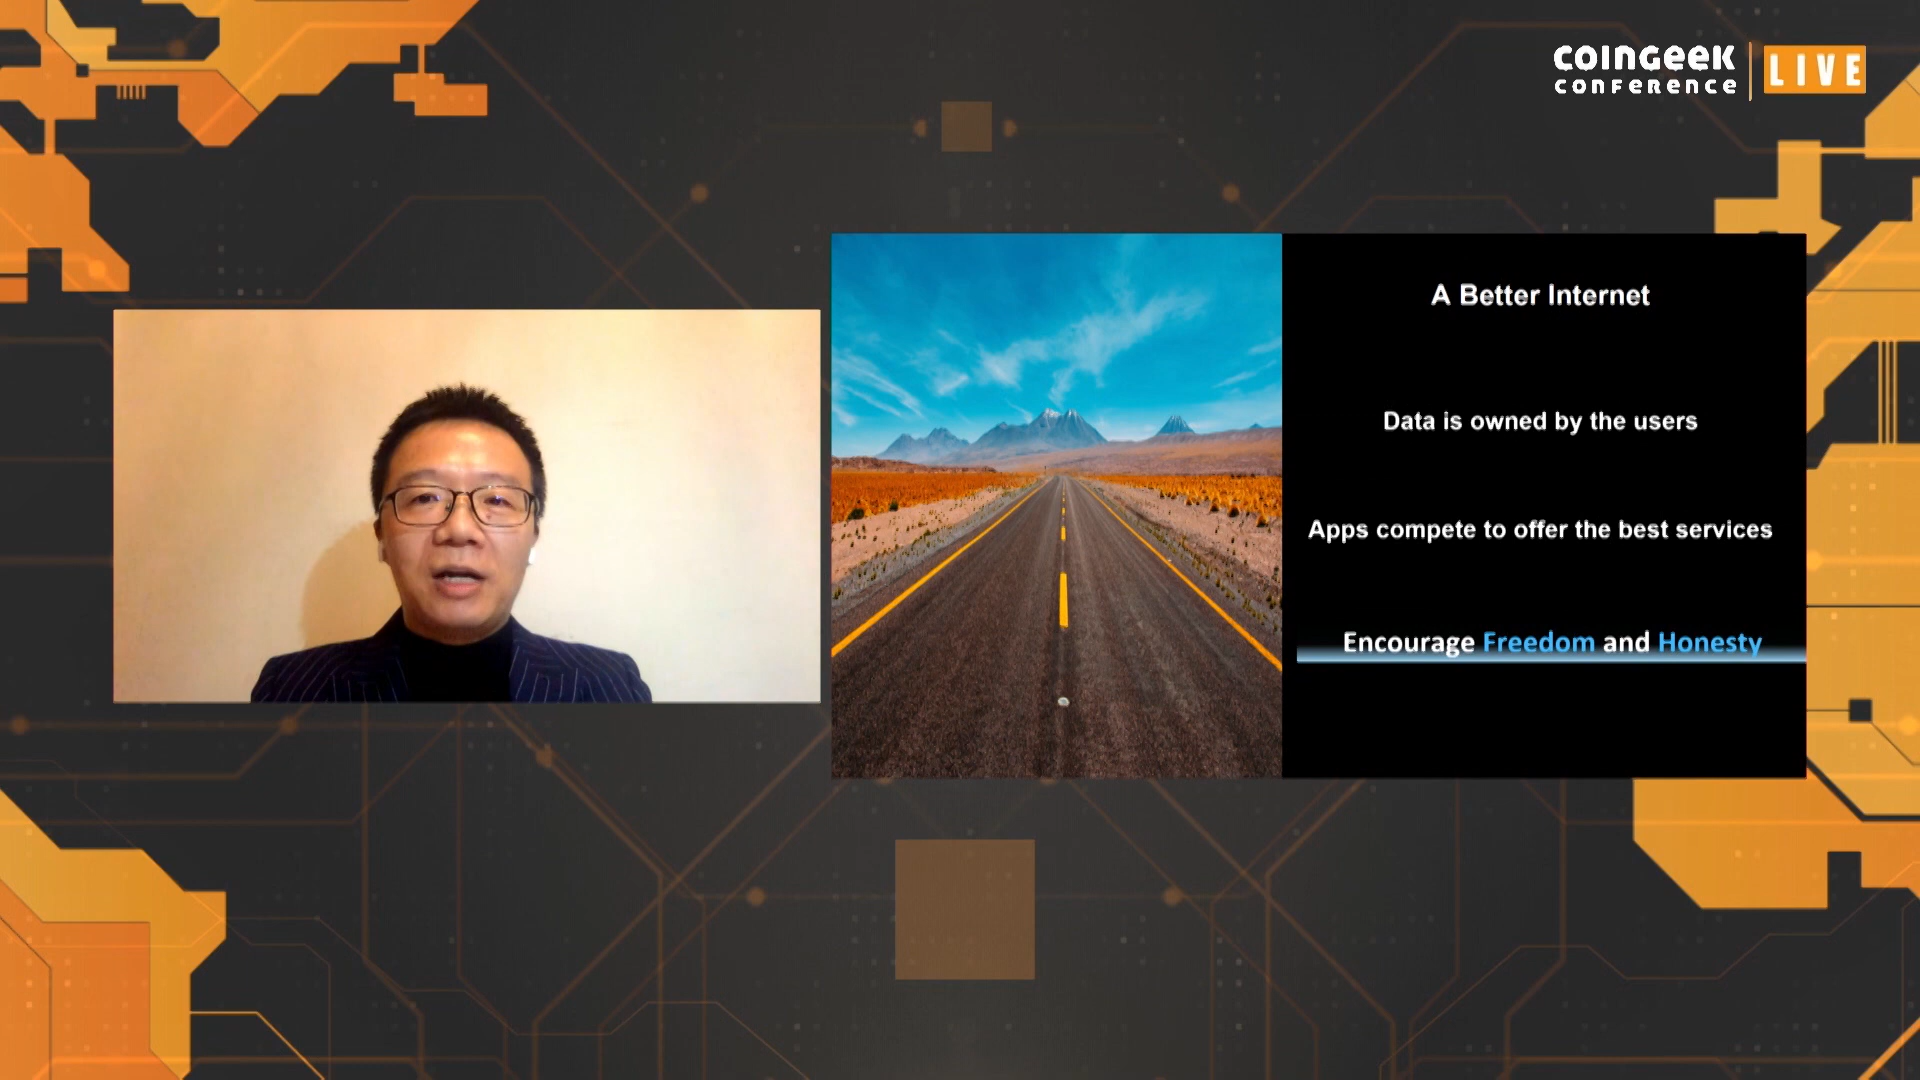 COINGEEK
CONFERENCE
LIVE
A Better Internet
Data is owned by the users
Apps compete to offer the best services
Encourage Freedom and Honesty